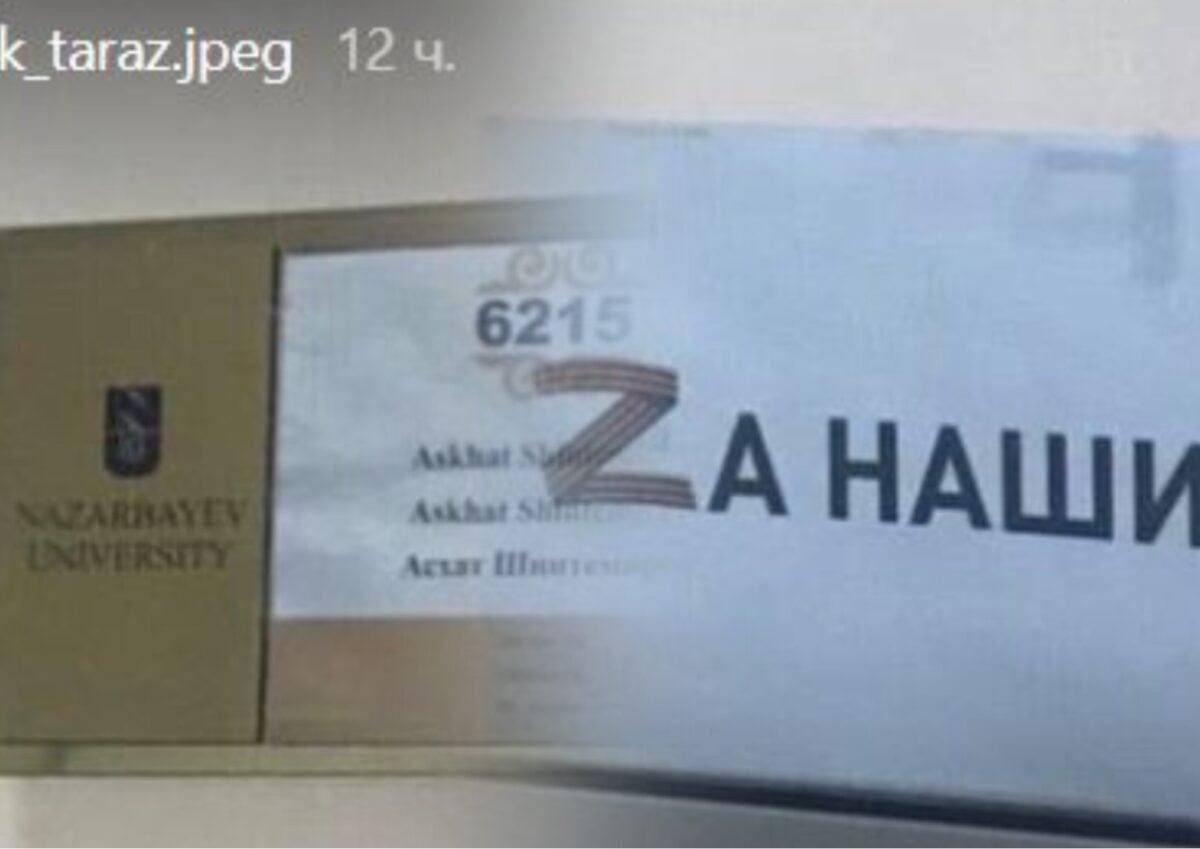 k_taraz.jpeg 12 ч.
6215
NAZARBAYEV
UNIVERSITY
Askhat
Askhat
Асхат
ZА НАШИ